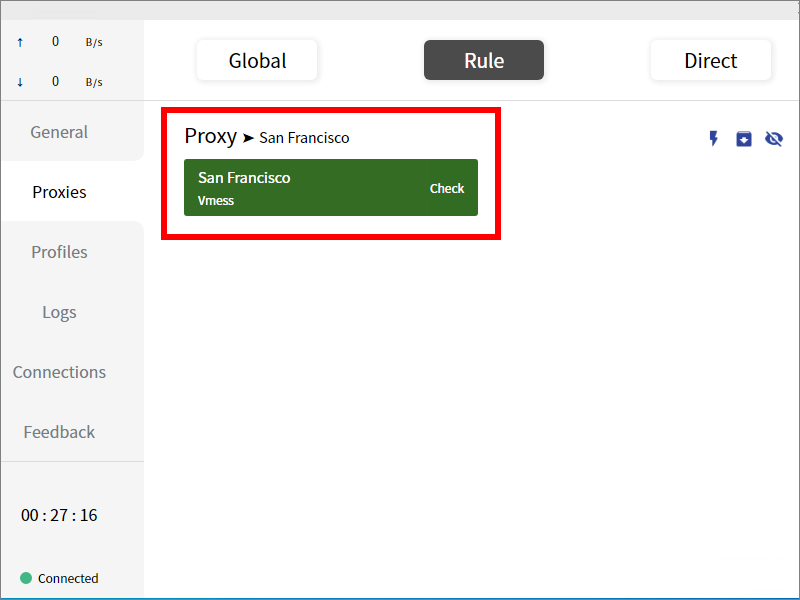 ↑ 0 B/s
↓ 0 B/s
General
Proxies
Profiles
Logs
Connections
Feedback
00 : 27 : 16
Connected
Global
Rule
Direct
Proxy ➤ San Francisco
San Francisco
Vmess
Check